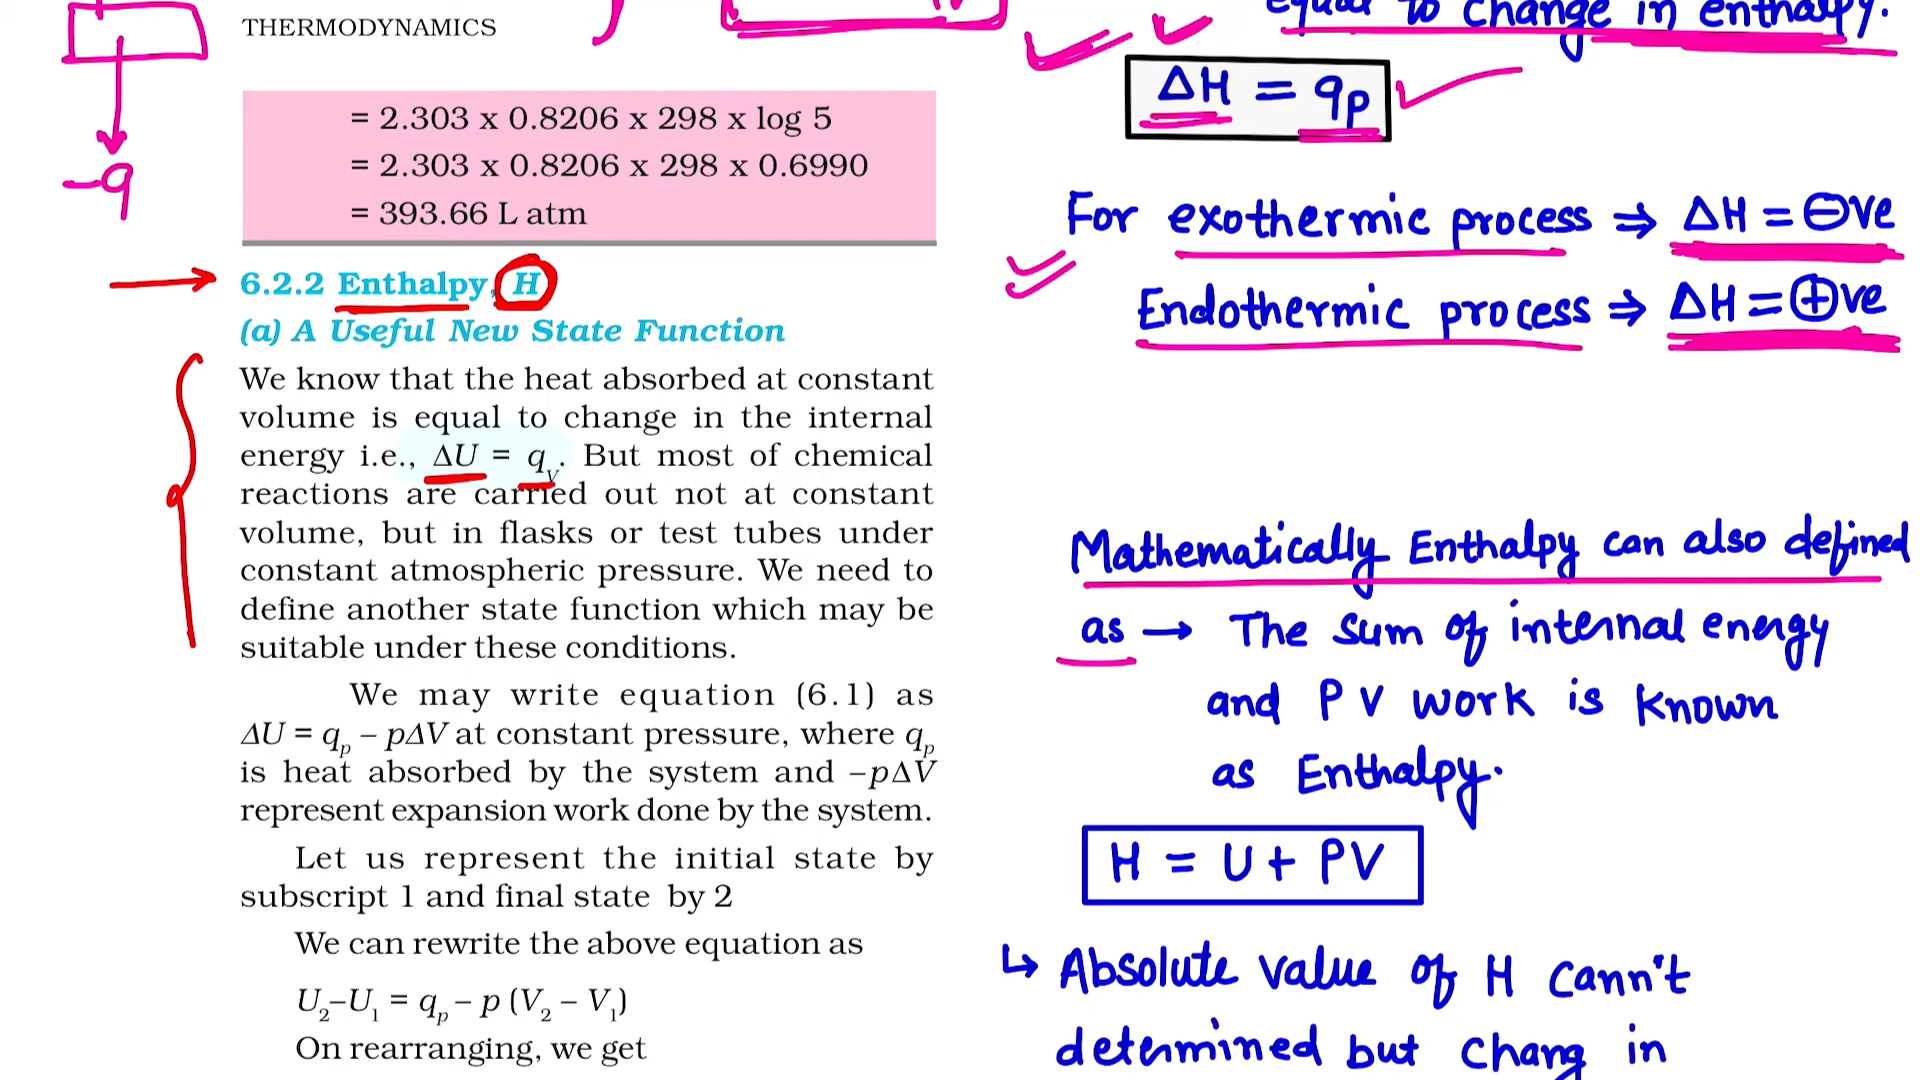 THERMODYNAMICS
= 2.303 x 0.8206 x 298 x log 5
= 2.303 x 0.8206 x 298 x 0.6990
= 393.66 L atm
-q
6.2.2 Enthalpy, H
(a) A Useful New State Function
We know that the heat absorbed at constant
volume is equal to change in the internal
energy i.e., ΔU = qV. But most of chemical
reactions are carried out not at constant
volume, but in flasks or test tubes under
constant atmospheric pressure. We need to
define another state function which may be
suitable under these conditions.
We may write equation (6.1) as
ΔU = qp – pΔV at constant pressure, where qp
is heat absorbed by the system and –pΔV
represent expansion work done by the system.
Let us represent the initial state by
subscript 1 and final state by 2
We can rewrite the above equation as
U2–U1 = qp – p (V2 – V1)
On rearranging, we get
equal to change in enthalpy.
ΔH = qp
For exothermic process ⇒ ΔH = ⊖ve
Endothermic process ⇒ ΔH = ⊕ve
Mathematically Enthalpy can also defined
as → The sum of internal energy
and PV work is known
as Enthalpy.
H = U + PV
↳ Absolute value of H cann't
determined but chang in